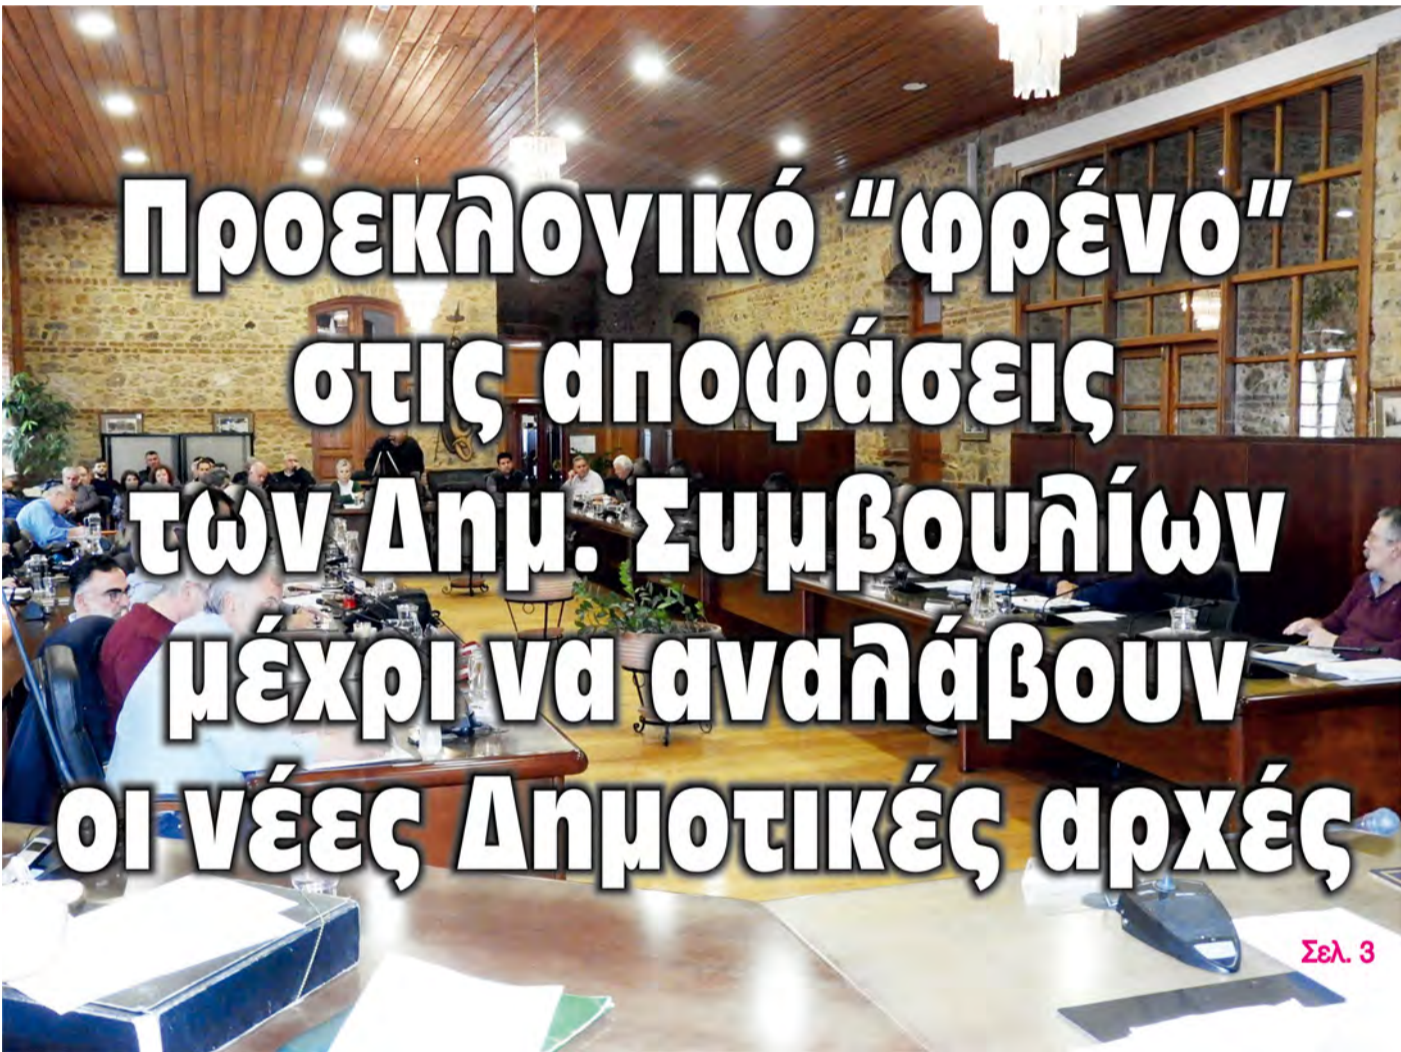 Προεκλογικό “φρένο”
στις αποφάσεις
των Δημ. Συμβουλίων
μέχρι να αναλάβουν
οι νέες Δημοτικές αρχές
Σελ. 3